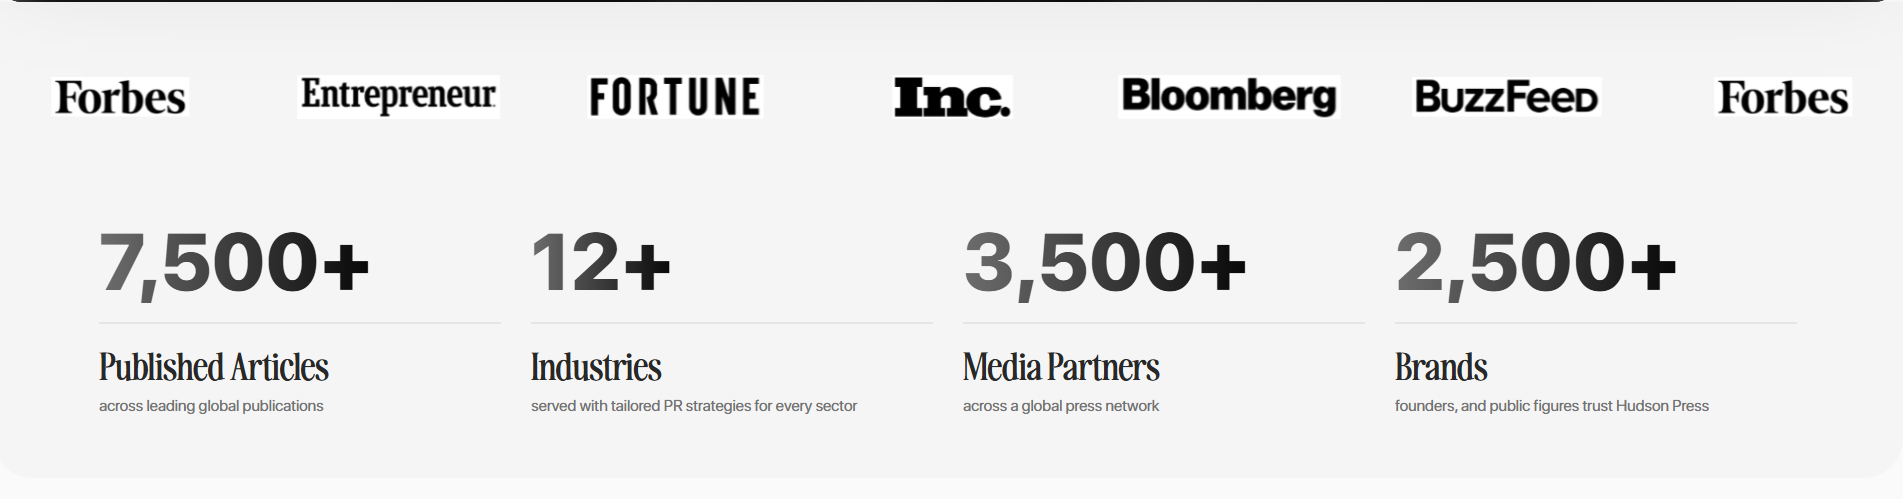 Forbes Entrepreneur FORTUNE Inc. Bloomberg BuzzFeed Forbes
7,500+ 12+ 3,500+ 2,500+
Published Articles Industries Media Partners Brands
across leading global publications served with tailored PR strategies for every sector across a global press network founders, and public figures trust Hudson Press